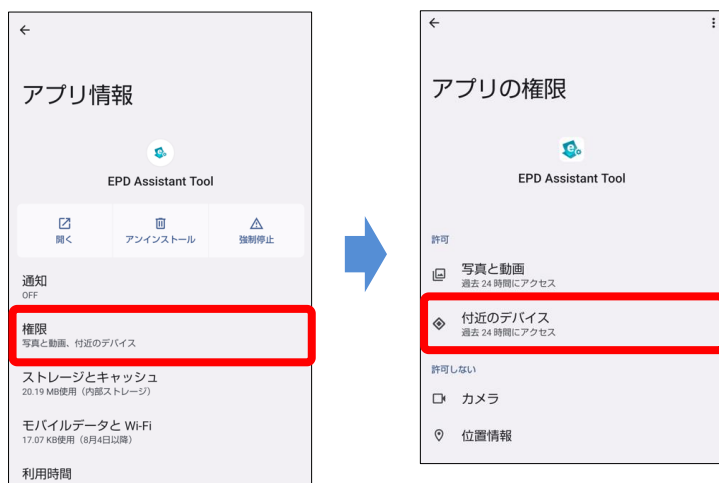 アプリ情報
EPD Assistant Tool
開く
アンインストール
強制停止
通知
OFF
権限
写真と動画、付近のデバイス
ストレージとキャッシュ
20.19 MB使用（内部ストレージ）
モバイルデータと Wi-Fi
17.07 KB使用（8月4日以降）
利用時間
アプリの権限
EPD Assistant Tool
許可
写真と動画
過去 24 時間にアクセス
付近のデバイス
過去 24 時間にアクセス
許可しない
カメラ
位置情報